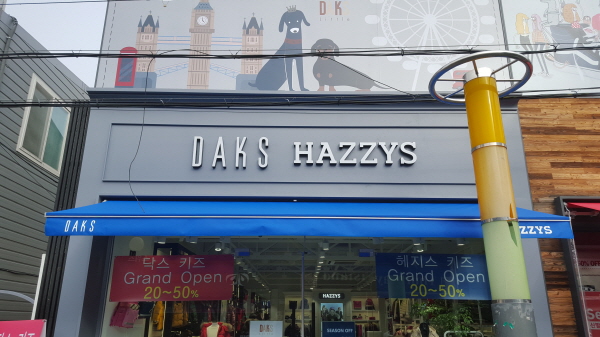 DK
DAKS HAZZYS
DAKS
HAZZYS
닥스 키즈
Grand Open
20~50%
헤지스 키즈
Grand Open
20~50%
HAZZYS
SEASON OFF
DAKS